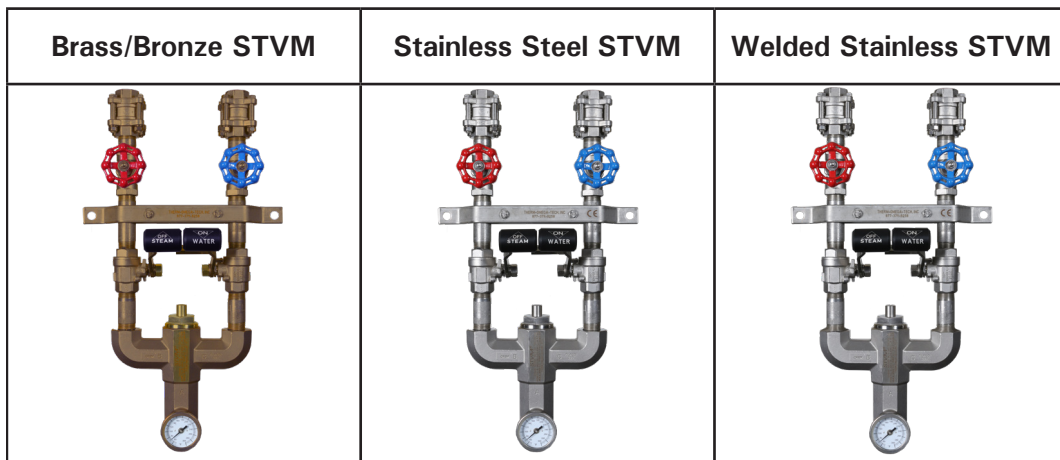 Brass/Bronze STVM
Stainless Steel STVM
Welded Stainless STVM
OFF
STEAM
ON
WATER
OFF
STEAM
ON
WATER
OFF
STEAM
ON
WATER